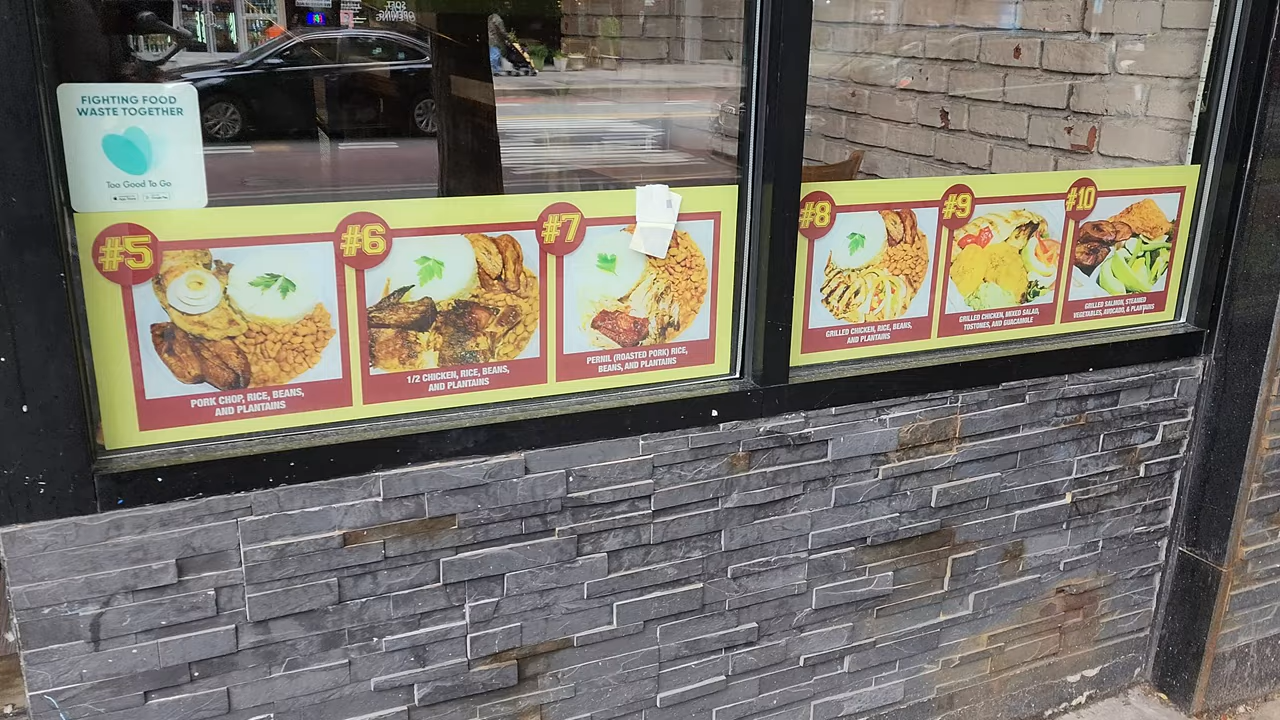 SOFT
OPENING
FIGHTING FOOD
WASTE TOGETHER
Too Good To Go
#5
PORK CHOP, RICE, BEANS,
AND PLANTAINS
#6
1/2 CHICKEN, RICE, BEANS,
AND PLANTAINS
#7
PERNIL (ROASTED PORK) RICE,
BEANS, AND PLANTAINS
#8
GRILLED CHICKEN, RICE, BEANS,
AND PLANTAINS
#9
GRILLED CHICKEN, MIXED SALAD,
TOSTONES, AND GUACAMOLE
#10
GRILLED SALMON, STEAMED
VEGETABLES, AVOCADO, & PLANTAINS